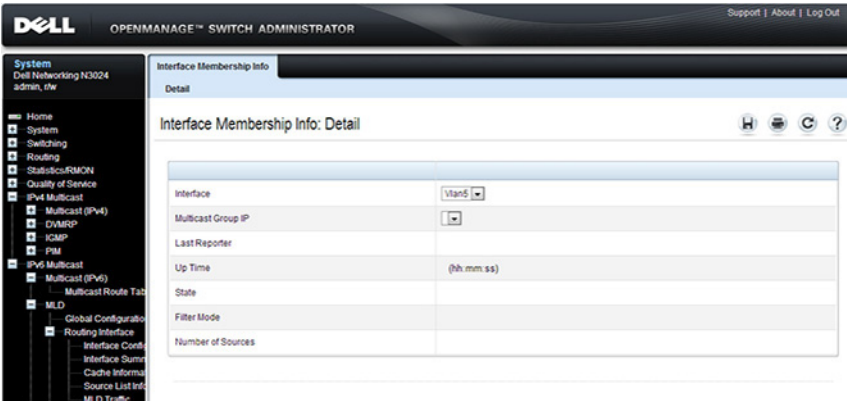 Support | About | Log Out
DELL
OPENMANAGE™ SWITCH ADMINISTRATOR
System
Dell Networking N3024
admin, r/w
Home
System
Switching
Routing
Statistics/RMON
Quality of Service
IPv4 Multicast
Multicast (IPv4)
DVMRP
IGMP
PIM
IPv6 Multicast
Multicast (IPv6)
Multicast Route Tab
MLD
Global Configuratio
Routing Interface
Interface Config
Interface Summ
Cache Informa
Source List Info
MLD Traffic
Interface Membership Info
Detail
Interface Membership Info: Detail
Interface Vlan5
Multicast Group IP
Last Reporter
Up Time (hh:mm:ss)
State
Filter Mode
Number of Sources